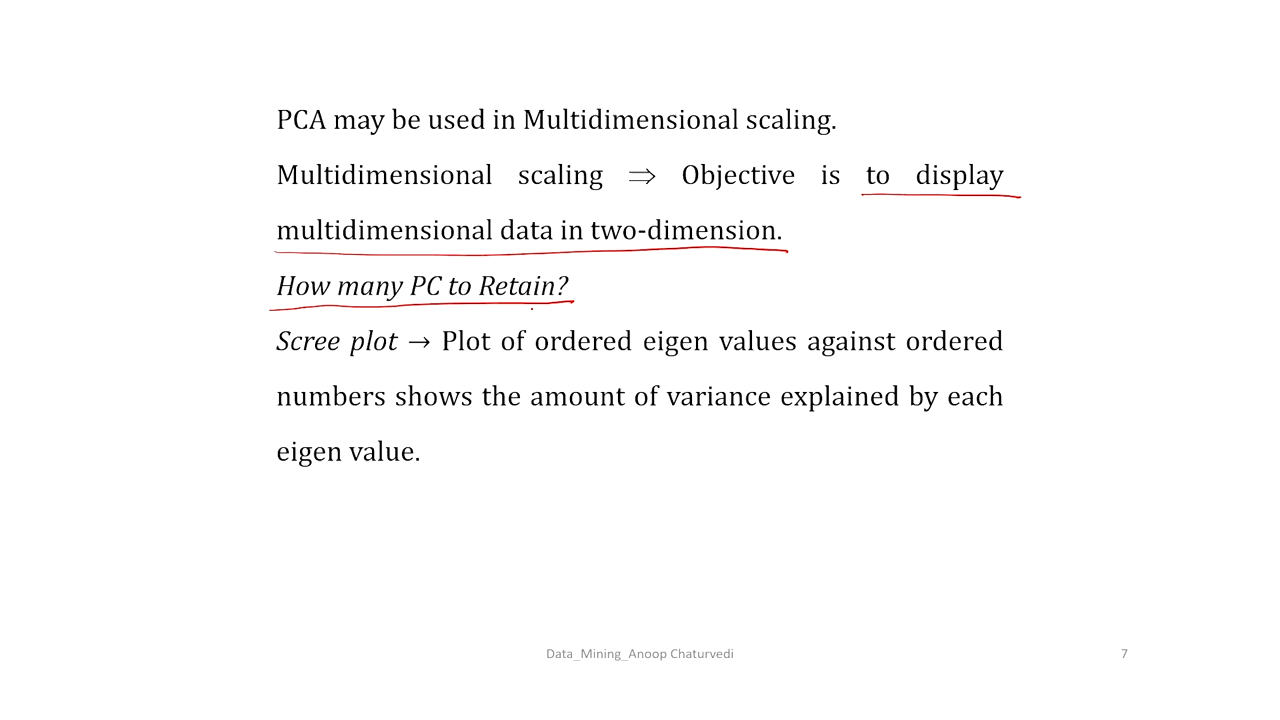 PCA may be used in Multidimensional scaling.
Multidimensional scaling ⇒ Objective is to display
multidimensional data in two-dimension.
How many PC to Retain?
Scree plot → Plot of ordered eigen values against ordered
numbers shows the amount of variance explained by each
eigen value.
Data_Mining_Anoop Chaturvedi
7